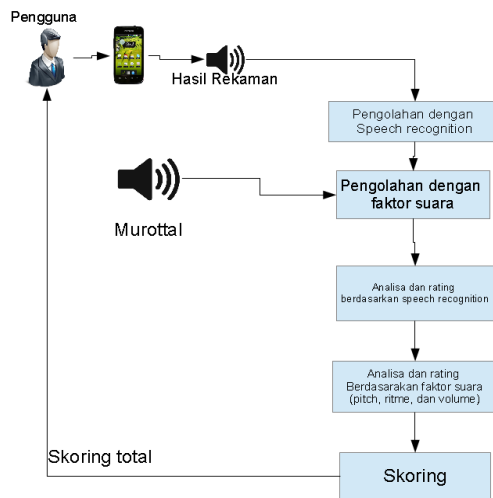 Pengguna
Hasil Rekaman
Pengolahan dengan
Speech recognition
Murottal
Pengolahan dengan
faktor suara
Analisa dan rating
berdasarkan speech recognition
Analisa dan rating
Berdasarakan faktor suara
(pitch, ritme, dan volume)
Skoring total
Skoring